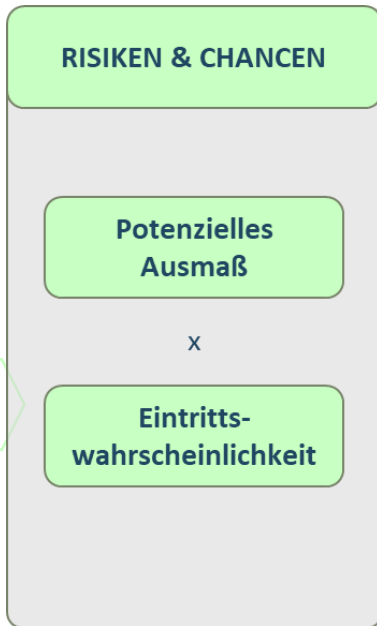 RISIKEN & CHANCEN
Potenzielles
Ausmaß
x
Eintritts-
wahrscheinlichkeit